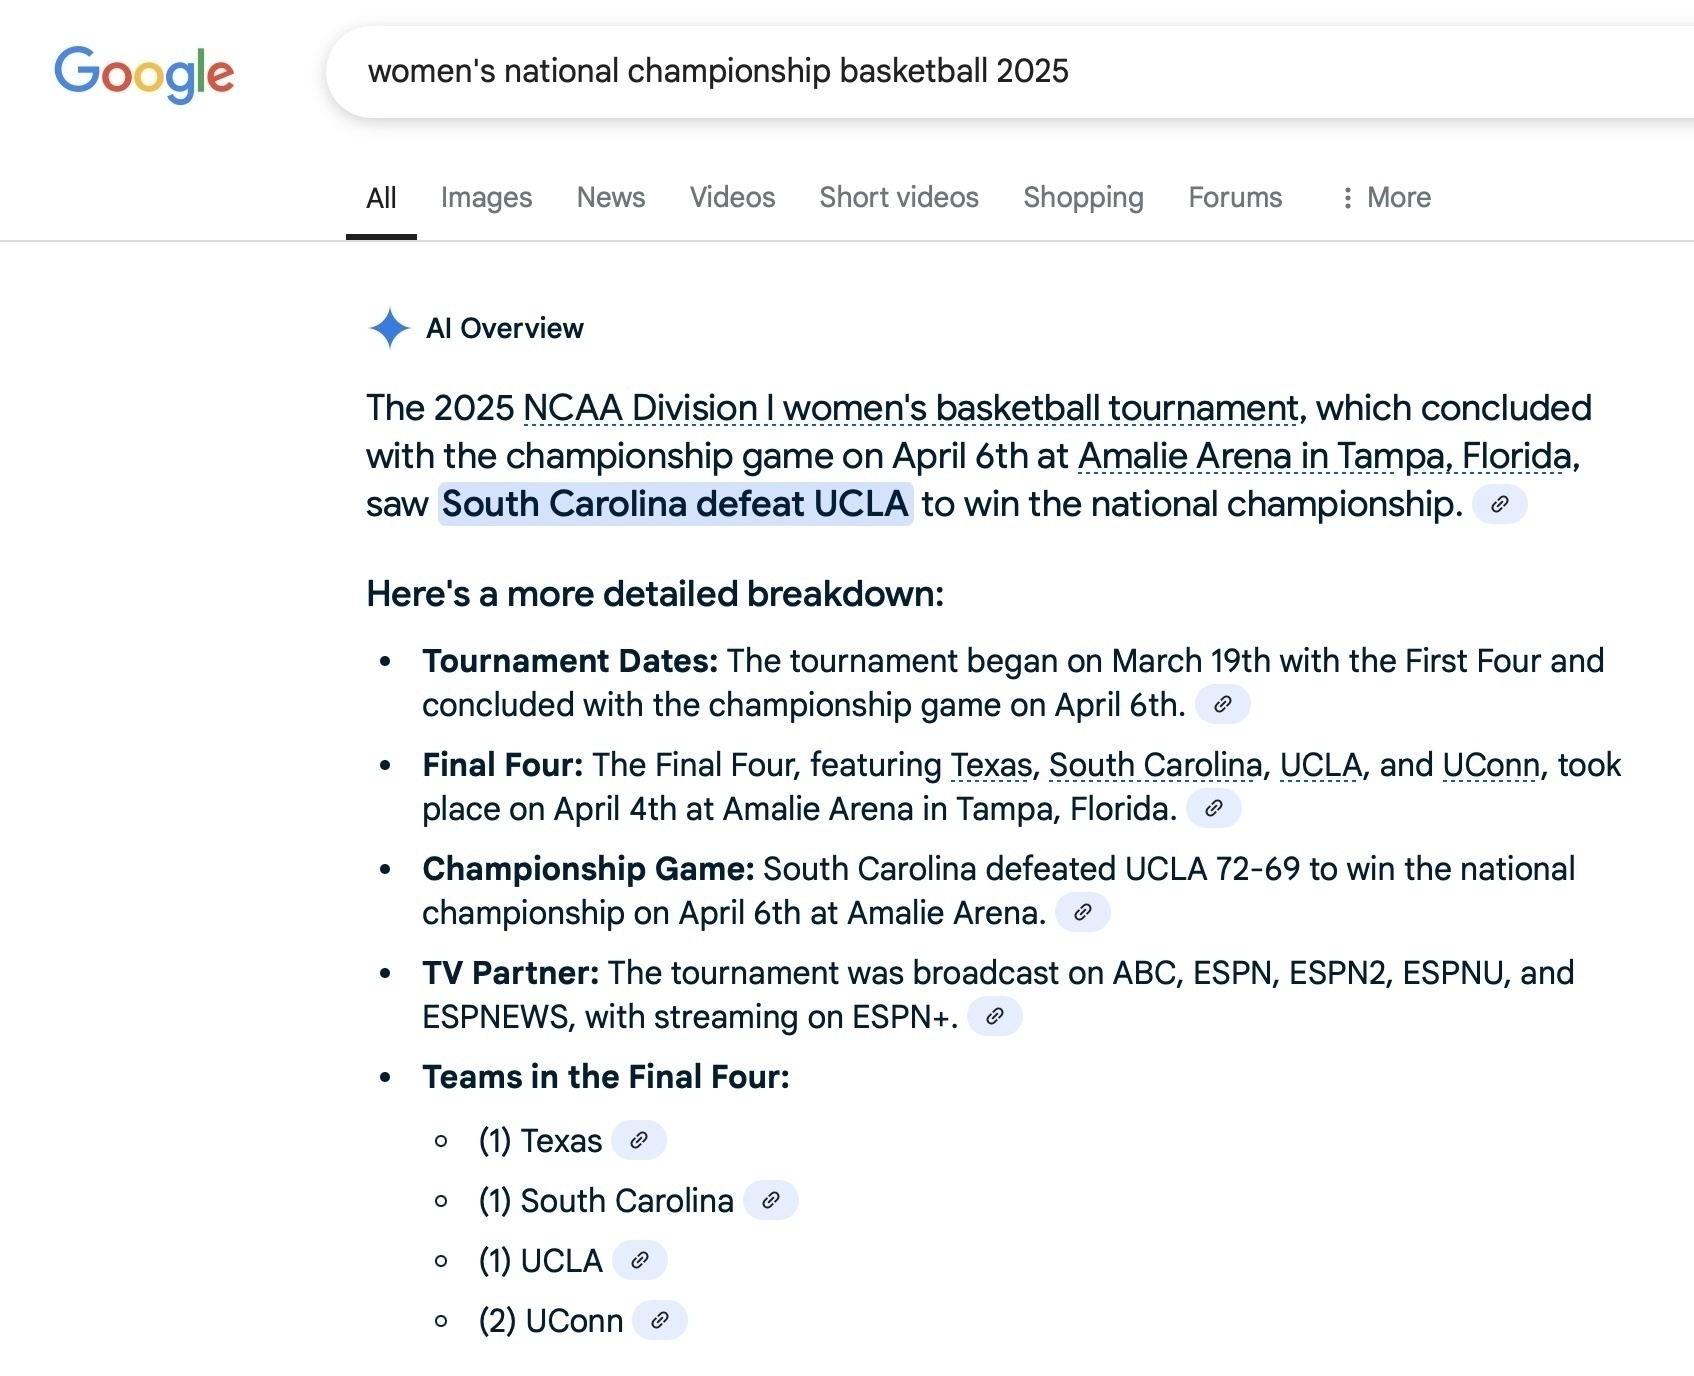 Google
women's national championship basketball 2025
All Images News Videos Short videos Shopping Forums More
AI Overview
The 2025 NCAA Division I women's basketball tournament, which concluded
with the championship game on April 6th at Amalie Arena in Tampa, Florida,
saw South Carolina defeat UCLA to win the national championship.
Here's a more detailed breakdown:
• Tournament Dates: The tournament began on March 19th with the First Four and
concluded with the championship game on April 6th.
• Final Four: The Final Four, featuring Texas, South Carolina, UCLA, and UConn, took
place on April 4th at Amalie Arena in Tampa, Florida.
• Championship Game: South Carolina defeated UCLA 72-69 to win the national
championship on April 6th at Amalie Arena.
• TV Partner: The tournament was broadcast on ABC, ESPN, ESPN2, ESPNU, and
ESPNEWS, with streaming on ESPN+.
• Teams in the Final Four:
(1) Texas
(1) South Carolina
(1) UCLA
(2) UConn